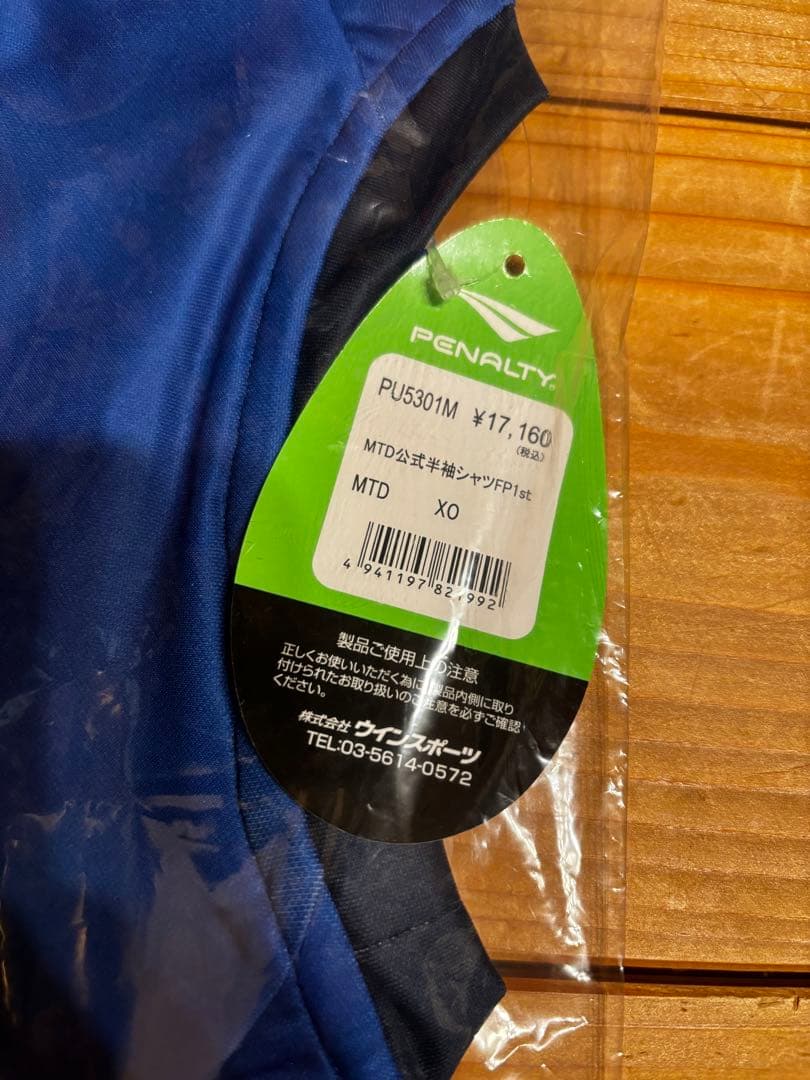 PENALTY
PU5301M ¥17,160
(税込)
MTD公式半袖シャツFP1st
MTD XO
製品ご使用上の注意
正しくお使いいただく為に、製品内側に取り
付けられたお取り扱いのご注意を必ずご確認
ください。
株式会社 ウインスポーツ
TEL:03-5614-0572